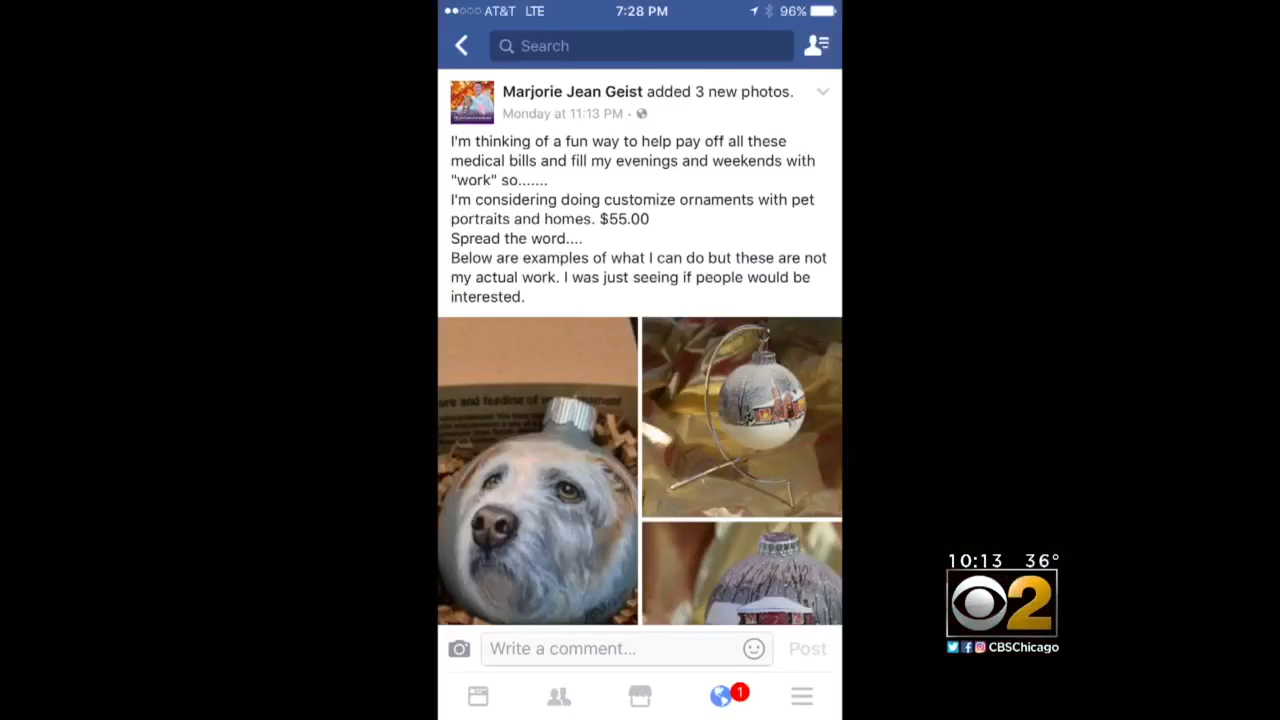 AT&T LTE 7:28 PM 96%
Search
Marjorie Jean Geist added 3 new photos.
Monday at 11:13 PM ·
I'm thinking of a fun way to help pay off all these
medical bills and fill my evenings and weekends with
"work" so.......
I'm considering doing customize ornaments with pet
portraits and homes. $55.00
Spread the word....
Below are examples of what I can do but these are not
my actual work. I was just seeing if people would be
interested.
are and feeding of
Write a comment...
Post
1
10:13 36°
2
CBSChicago